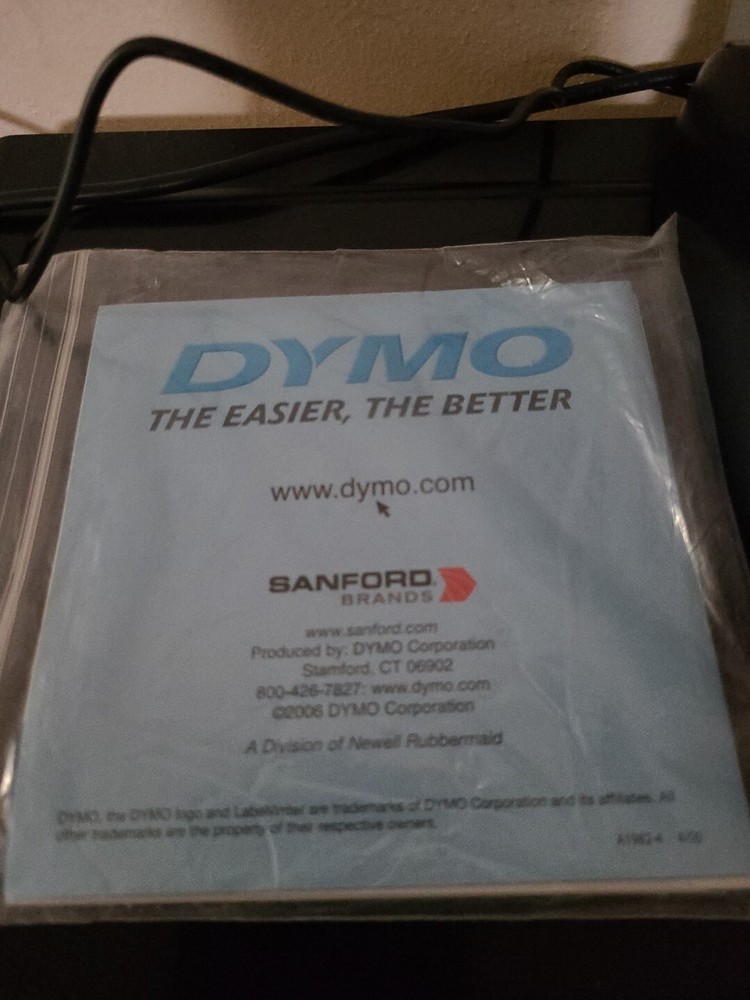 DYMO
THE EASIER, THE BETTER
www.dymo.com
SANFORD
BRANDS
www.sanford.com
Produced by: DYMO Corporation
Stamford, CT 06902
800-426-7827: www.dymo.com
©2006 DYMO Corporation
A Division of Newell Rubbermaid
DYMO, the DYMO logo and LabelWriter are trademarks of DYMO Corporation and its affiliates. All
other trademarks are the property of their respective owners.